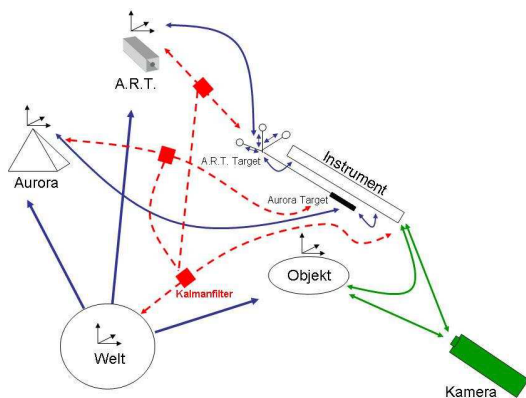 A.R.T.
A.R.T. Target
Instrument
Aurora
Aurora Target
Objekt
Kalmanfilter
Welt
Kamera